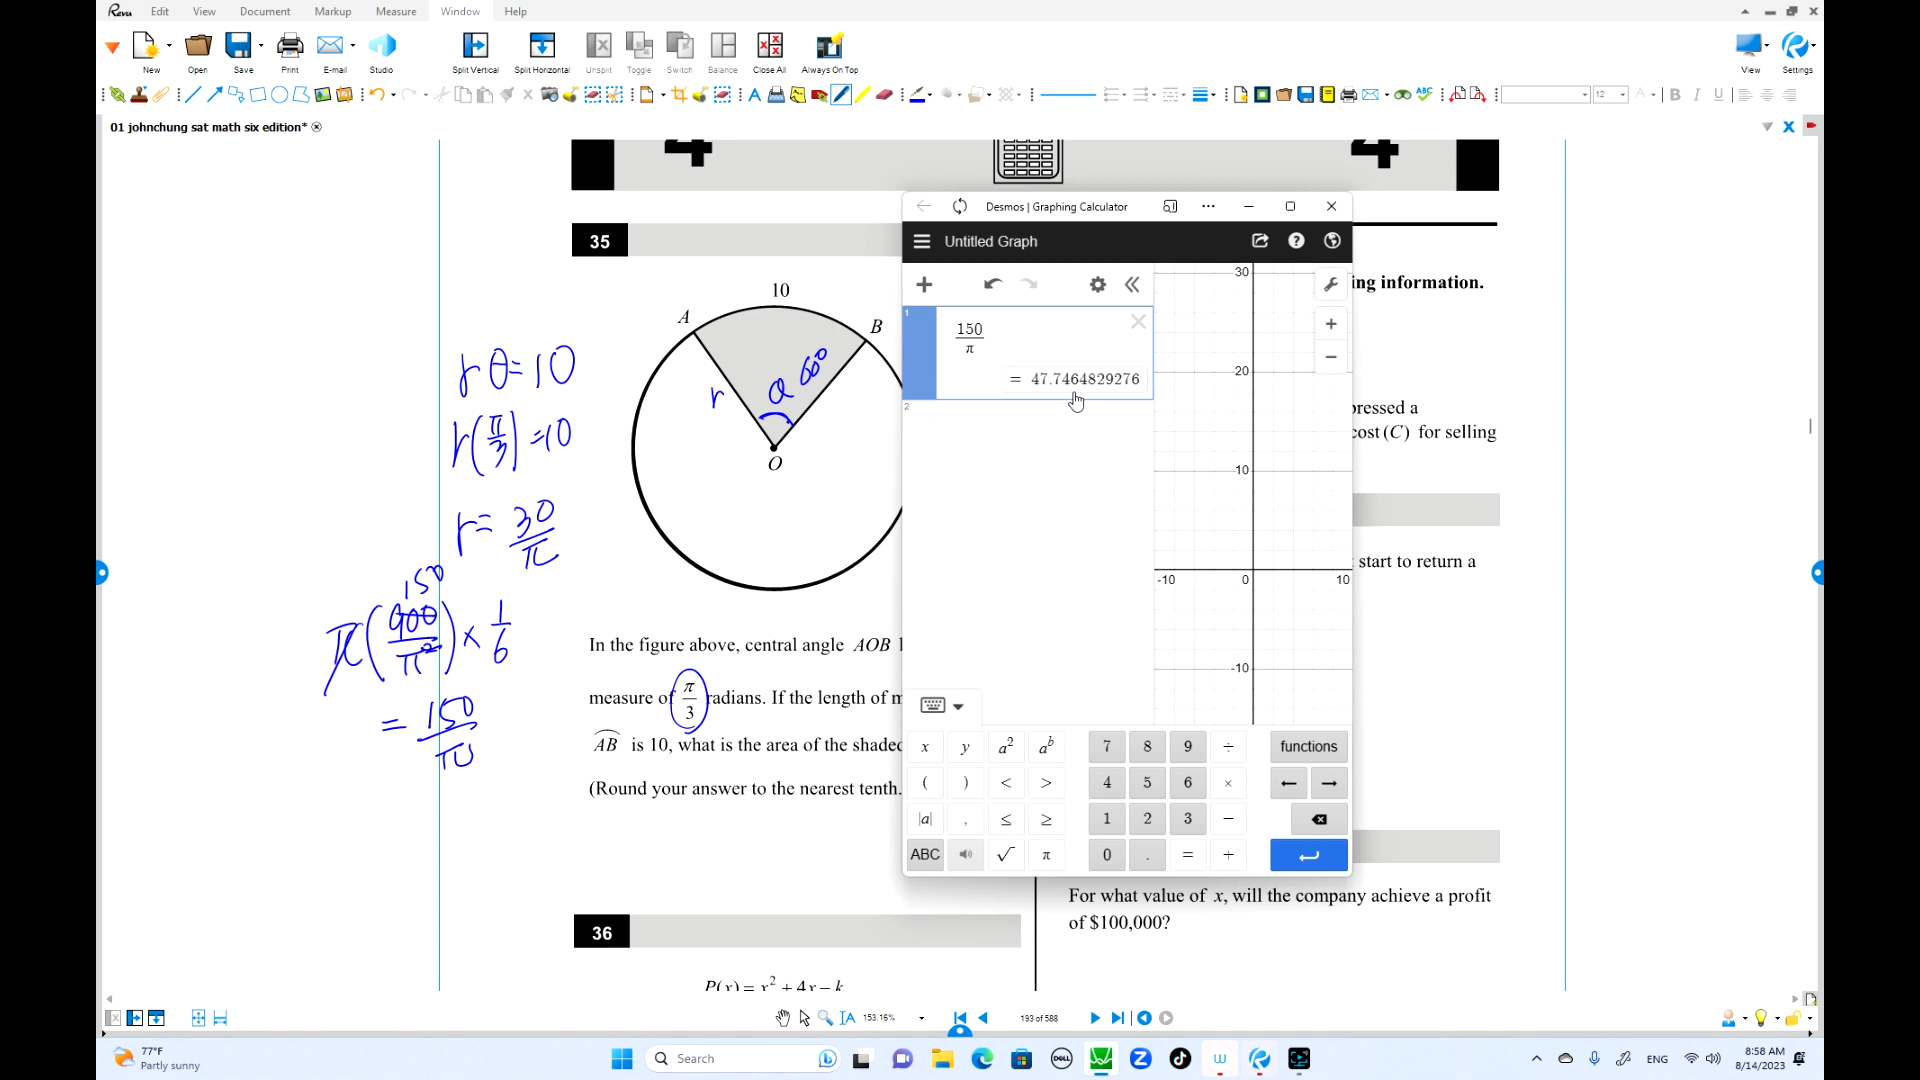 Revu Edit View Document Markup Measure Window Help
New Open Save Print E-mail Studio Split Vertical Split Horizontal Unsplit Toggle Switch Balance Close All Always On Top View Settings
12
01 johnchung sat math six edition*
4 4
35
10
A
B
60°
r
O
rθ=10
r(π/3)=10
r=30/π
150
π(900/π²)×1/6
=150/π
In the figure above, central angle AOB
measure of π/3 radians. If the length of m
AB is 10, what is the area of the shaded
(Round your answer to the nearest tenth.
36
P(x) = x² + 4x − k
Desmos | Graphing Calculator
Untitled Graph
1
150/π
= 47.7464829276
2
30
20
10
-10 0 10
-10
x y a² aᵇ 7 8 9 ÷ functions
( ) < > 4 5 6 × ← →
|a| , ≤ ≥ 1 2 3 −
ABC √ π 0 . = +
ing information.
pressed a
cost (C) for selling
start to return a
For what value of x, will the company achieve a profit
of $100,000?
153.16% 193 of 588
77°F
Partly sunny
Search
DELL
ENG
8:58 AM
8/14/2023